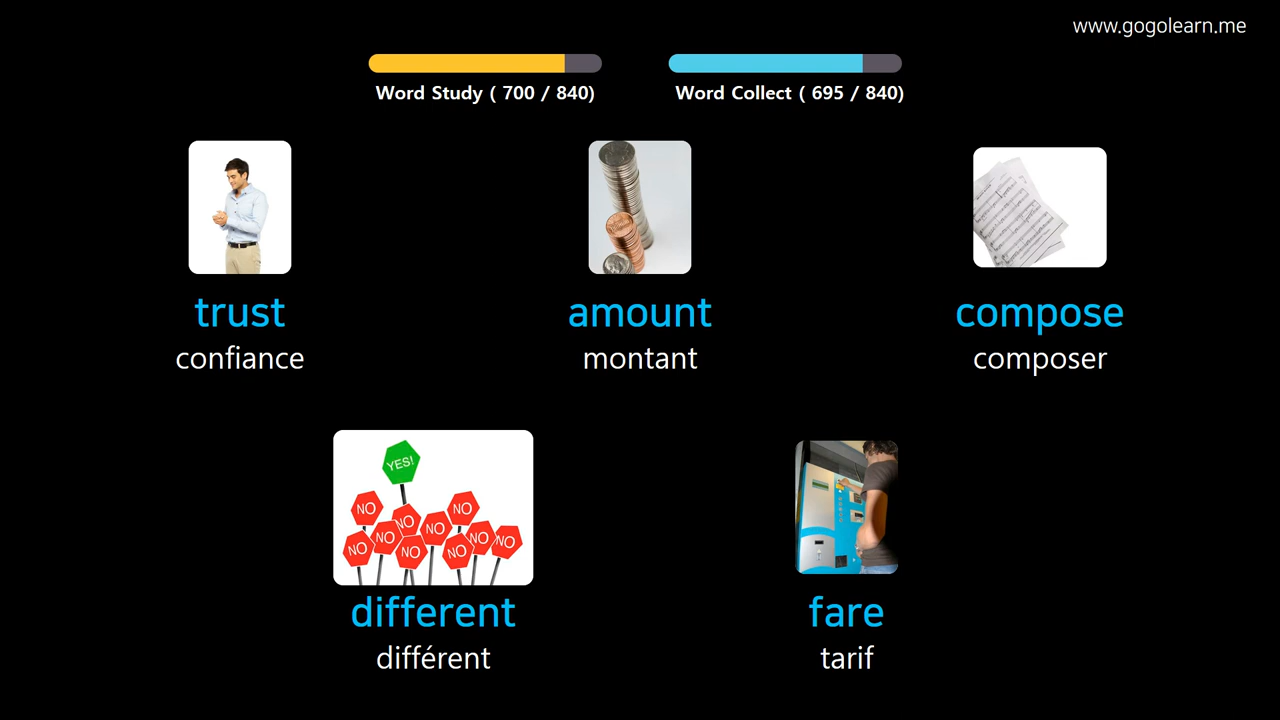 www.gogolearn.me
Word Study ( 700 / 840)
Word Collect ( 695 / 840)
trust
confiance
amount
montant
compose
composer
YES!
NO
NO
NO
NO
NO
NO
NO
NO
NO
NO
different
différent
fare
tarif